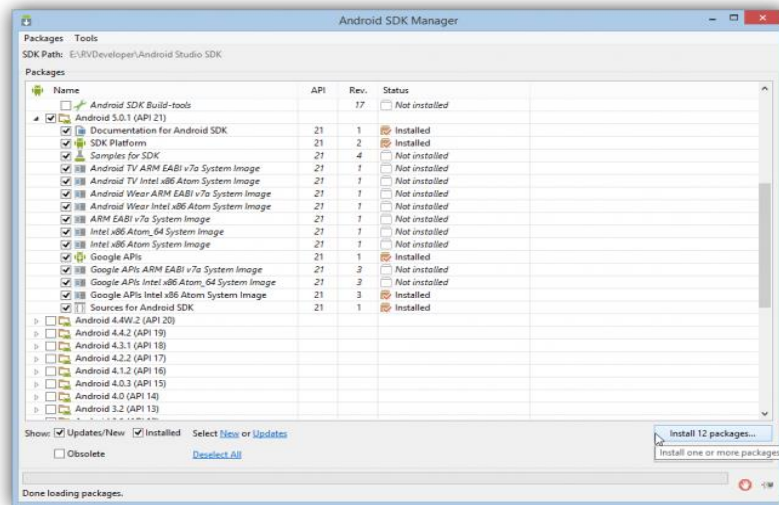 Android SDK Manager
Packages Tools
SDK Path: E:\RVDeveloper\Android Studio SDK
Packages
Name API Rev. Status
Android SDK Build-tools 17 Not installed
Android 5.0.1 (API 21)
Documentation for Android SDK 21 1 Installed
SDK Platform 21 2 Installed
Samples for SDK 21 4 Not installed
Android TV ARM EABI v7a System Image 21 1 Not installed
Android TV Intel x86 Atom System Image 21 1 Not installed
Android Wear ARM EABI v7a System Image 21 1 Not installed
Android Wear Intel x86 Atom System Image 21 1 Not installed
ARM EABI v7a System Image 21 1 Not installed
Intel x86 Atom_64 System Image 21 1 Not installed
Intel x86 Atom System Image 21 1 Not installed
Google APIs 21 1 Installed
Google APIs ARM EABI v7a System Image 21 3 Not installed
Google APIs Intel x86 Atom_64 System Image 21 3 Not installed
Google APIs Intel x86 Atom System Image 21 3 Installed
Sources for Android SDK 21 1 Installed
Android 4.4W.2 (API 20)
Android 4.4.2 (API 19)
Android 4.3.1 (API 18)
Android 4.2.2 (API 17)
Android 4.1.2 (API 16)
Android 4.0.3 (API 15)
Android 4.0 (API 14)
Android 3.2 (API 13)
Show: Updates/New Installed Select New or Updates Install 12 packages...
Obsolete Deselect All Install one or more packages
Done loading packages.